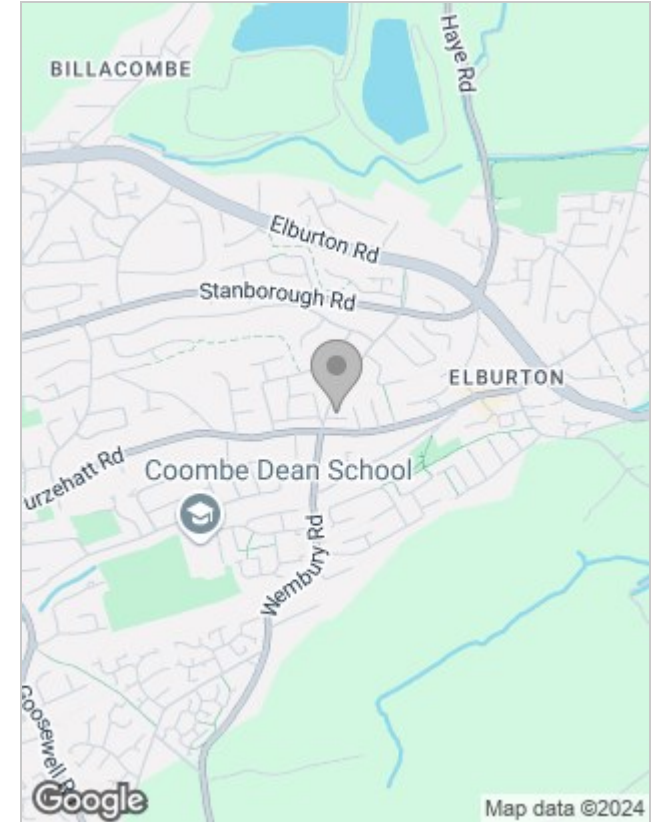 BILLACOMBE
Haye Rd
Elburton Rd
Stanborough Rd
ELBURTON
urzehatt Rd
Coombe Dean School
Wembury Rd
Goosewell R
Google
Map data ©2024